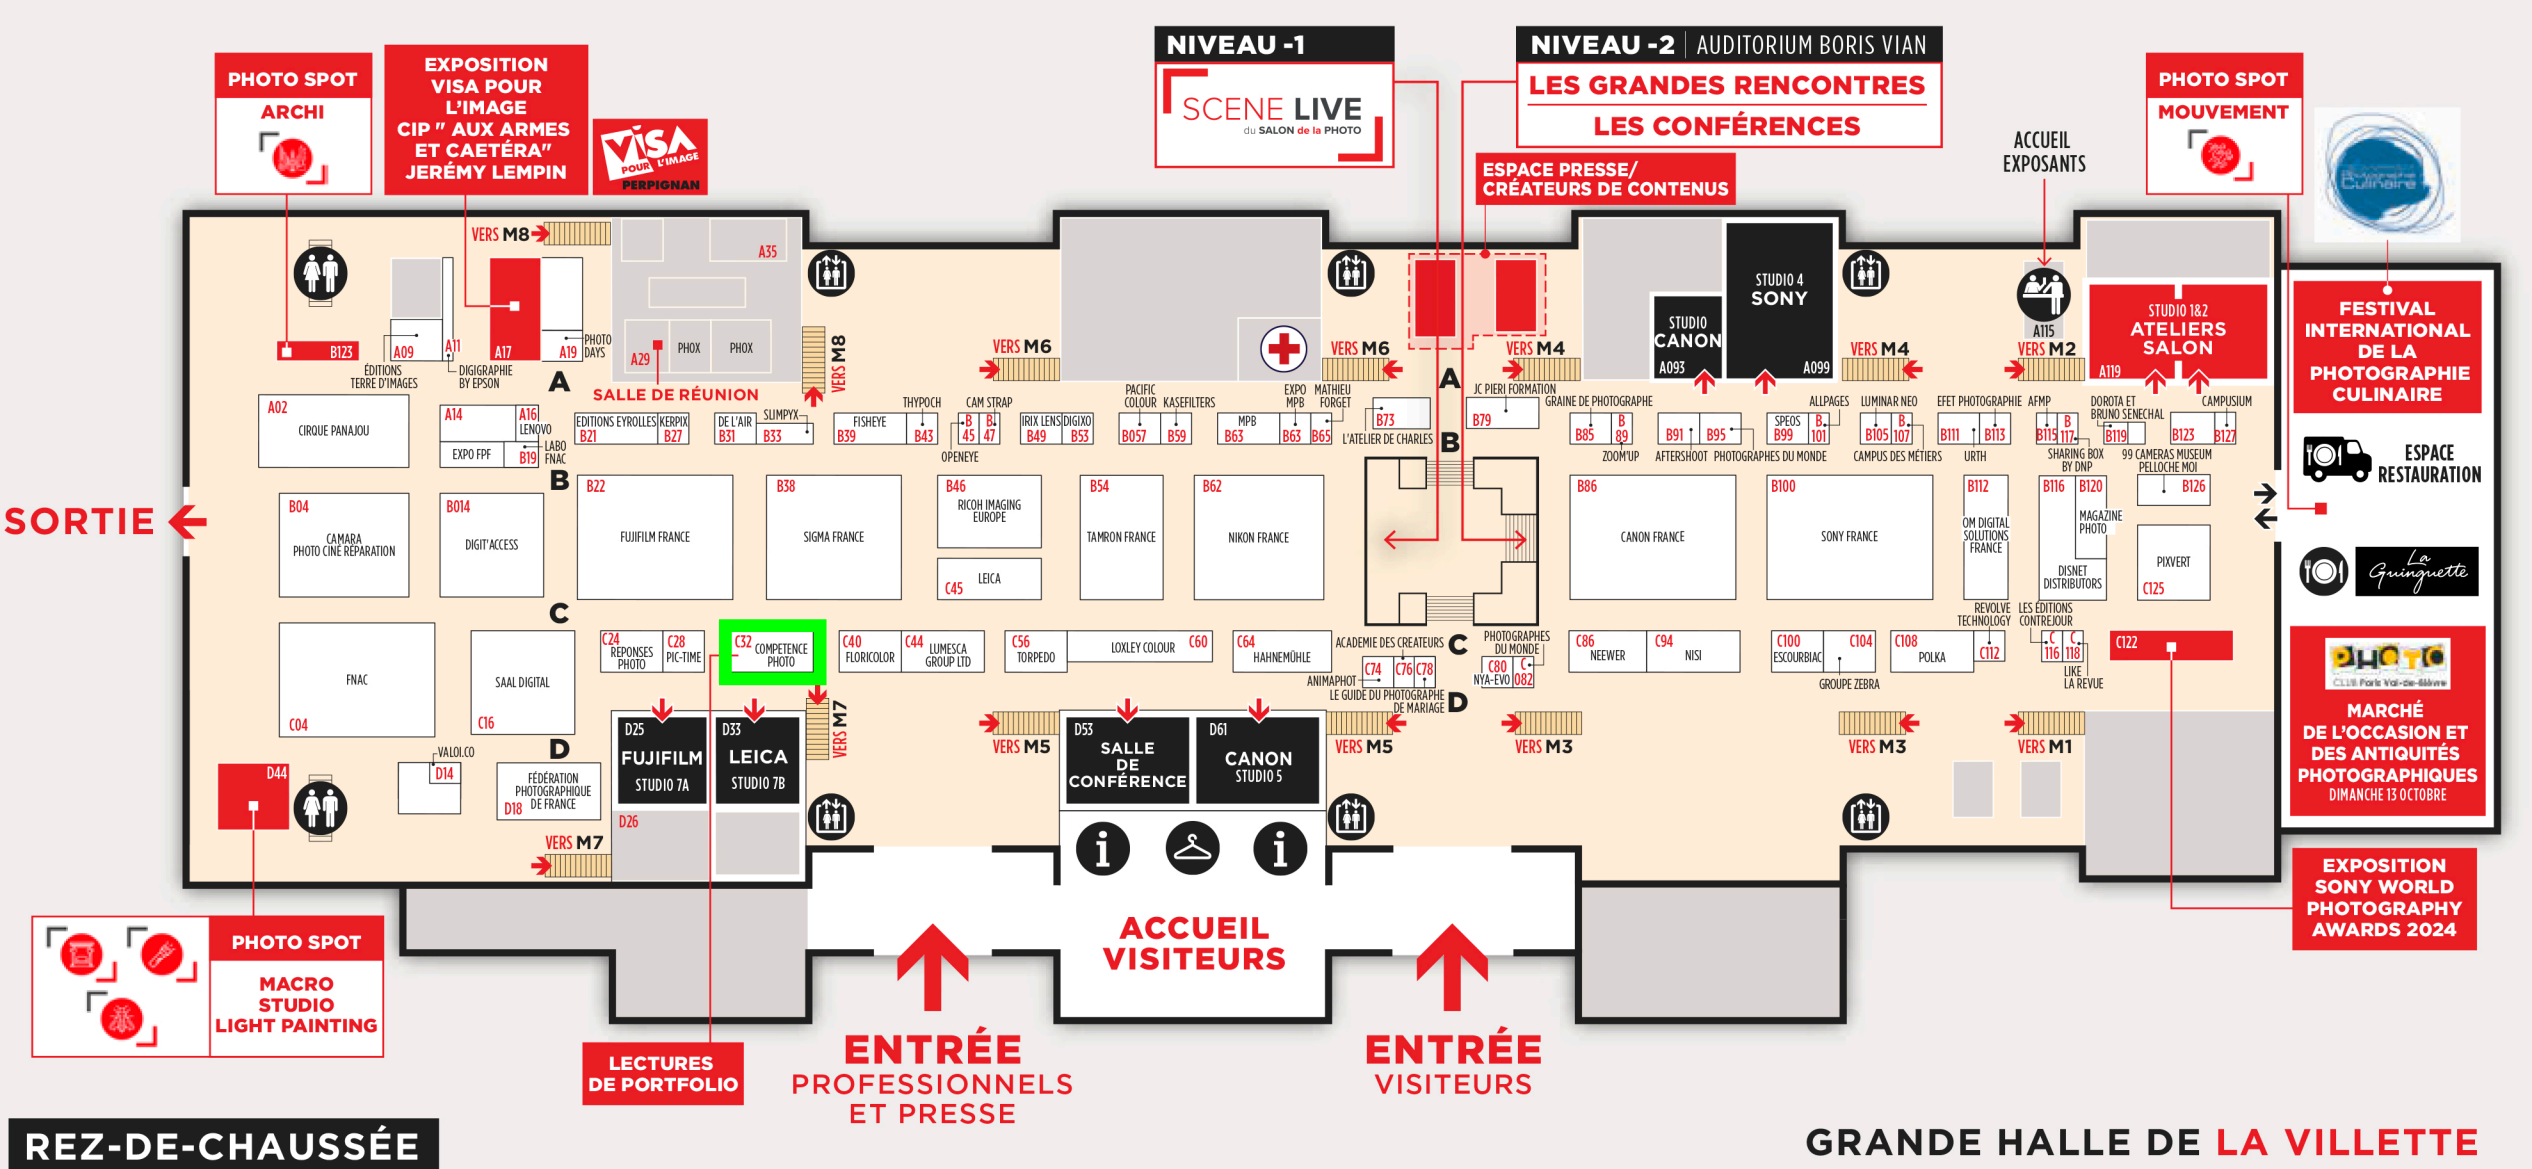 NIVEAU -1
SCENE LIVE
du SALON de la PHOTO
NIVEAU -2 | AUDITORIUM BORIS VIAN
LES GRANDES RENCONTRES
LES CONFÉRENCES
PHOTO SPOT
ARCHI
EXPOSITION
VISA POUR
L'IMAGE
CIP " AUX ARMES
ET CAETÉRA"
JERÉMY LEMPIN
VISA
POUR L'IMAGE
PERPIGNAN
ESPACE PRESSE/
CRÉATEURS DE CONTENUS
ACCUEIL
EXPOSANTS
PHOTO SPOT
MOUVEMENT
Photographie
Culinaire
VERS M8
A35
STUDIO 4
SONY
A099
STUDIO
CANON
A093
A115
STUDIO 1&2
ATELIERS
SALON
A119
FESTIVAL
INTERNATIONAL
DE LA
PHOTOGRAPHIE
CULINAIRE
B123
A09
A11
A17
A19
PHOTO
DAYS
ÉDITIONS
TERRE D'IMAGES
DIGIGRAPHIE
BY EPSON
A29
PHOX
PHOX
SALLE DE RÉUNION
VERS M8
VERS M6
VERS M6
VERS M4
VERS M4
VERS M2
A
A
A02
CIRQUE PANAJOU
A14
A16
LENOVO
EXPO FPF
B19
LABO
FNAC
EDITIONS EYROLLES
B21
KERPIX
B27
DE L'AIR
B31
SLIMPYX
B33
FISHEYE
B39
THYPOCH
B43
CAM STRAP
B
45
B
47
OPENEYE
IRIX LENS
B49
DIGIXO
B53
PACIFIC
COLOUR
B057
KASEFILTERS
B59
MPB
B63
EXPO
MPB
B63
MATHIEU
FORGET
B65
B73
L'ATELIER DE CHARLES
JC PIERI FORMATION
B79
GRAINE DE PHOTOGRAPHE
B85
B
89
ZOOM'UP
B91
B95
AFTERSHOOT
PHOTOGRAPHES DU MONDE
SPEOS
B99
ALLPAGES
B
101
LUMINAR NEO
B105
B
107
CAMPUS DES MÉTIERS
EFET PHOTOGRAPHIE
B111
B113
URTH
AFMP
B115
B
117
SHARING BOX
BY DNP
DOROTA ET
BRUNO SENECHAL
B119
CAMPUSIUM
B123
B127
99 CAMERAS MUSEUM
PELLOCHE MOI
B126
ESPACE
RESTAURATION
B
B
SORTIE
B04
CAMARA
PHOTO CINÉ RÉPARATION
B014
DIGIT'ACCESS
B22
FUJIFILM FRANCE
B38
SIGMA FRANCE
B46
RICOH IMAGING
EUROPE
C45
LEICA
B54
TAMRON FRANCE
B62
NIKON FRANCE
B86
CANON FRANCE
B100
SONY FRANCE
B112
OM DIGITAL
SOLUTIONS
FRANCE
B116
B120
MAGAZINE
PHOTO
DISNET
DISTRIBUTORS
PIXVERT
C125
La
Guinguette
C
C
FNAC
C04
SAAL DIGITAL
C16
C24
REPONSES
PHOTO
C28
PIC-TIME
C32
COMPETENCE
PHOTO
C40
FLORICOLOR
C44
LUMESCA
GROUP LTD
C56
TORPEDO
LOXLEY COLOUR
C60
C64
HAHNEMÜHLE
ACADEMIE DES CREATEURS
C74
C76
C78
ANIMAPHOT
LE GUIDE DU PHOTOGRAPHE
DE MARIAGE
PHOTOGRAPHES
DU MONDE
C80
C
082
NYA-EVO
C86
NEEWER
C94
NISI
C100
ESCOURBIAC
C104
GROUPE ZEBRA
C108
POLKA
REVOLVE
TECHNOLOGY
C112
LES ÉDITIONS
CONTREJOUR
C
116
C
118
LIKE
LA REVUE
C122
PHOTO
CLUB Paris Val-de-Bièvre
MARCHÉ
DE L'OCCASION ET
DES ANTIQUITÉS
PHOTOGRAPHIQUES
DIMANCHE 13 OCTOBRE
D
D
D25
FUJIFILM
STUDIO 7A
D33
LEICA
STUDIO 7B
VERS M7
VERS M5
D53
SALLE
DE
CONFÉRENCE
D61
CANON
STUDIO 5
VERS M5
VERS M3
VERS M3
VERS M1
D44
VALOI.CO
D14
FÉDÉRATION
PHOTOGRAPHIQUE
DE FRANCE
D18
D26
VERS M7
PHOTO SPOT
MACRO
STUDIO
LIGHT PAINTING
ACCUEIL
VISITEURS
EXPOSITION
SONY WORLD
PHOTOGRAPHY
AWARDS 2024
LECTURES
DE PORTFOLIO
ENTRÉE
PROFESSIONNELS
ET PRESSE
ENTRÉE
VISITEURS
REZ-DE-CHAUSSÉE
GRANDE HALLE DE LA VILLETTE